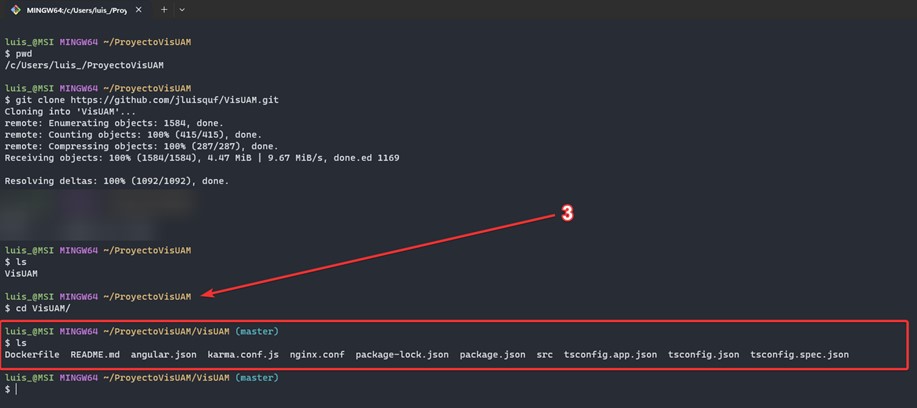 MINGW64:/c/Users/luis_/Proy
luis_@MSI MINGW64 ~/ProyectoVisUAM
$ pwd
/c/Users/luis_/ProyectoVisUAM
luis_@MSI MINGW64 ~/ProyectoVisUAM
$ git clone https://github.com/jluisquf/VisUAM.git
Cloning into 'VisUAM'...
remote: Enumerating objects: 1584, done.
remote: Counting objects: 100% (415/415), done.
remote: Compressing objects: 100% (287/287), done.
Receiving objects: 100% (1584/1584), 4.47 MiB | 9.67 MiB/s, done.ed 1169
Resolving deltas: 100% (1092/1092), done.
3
luis_@MSI MINGW64 ~/ProyectoVisUAM
$ ls
VisUAM
luis_@MSI MINGW64 ~/ProyectoVisUAM
$ cd VisUAM/
luis_@MSI MINGW64 ~/ProyectoVisUAM/VisUAM (master)
$ ls
Dockerfile README.md angular.json karma.conf.js nginx.conf package-lock.json package.json src tsconfig.app.json tsconfig.json tsconfig.spec.json
luis_@MSI MINGW64 ~/ProyectoVisUAM/VisUAM (master)
$